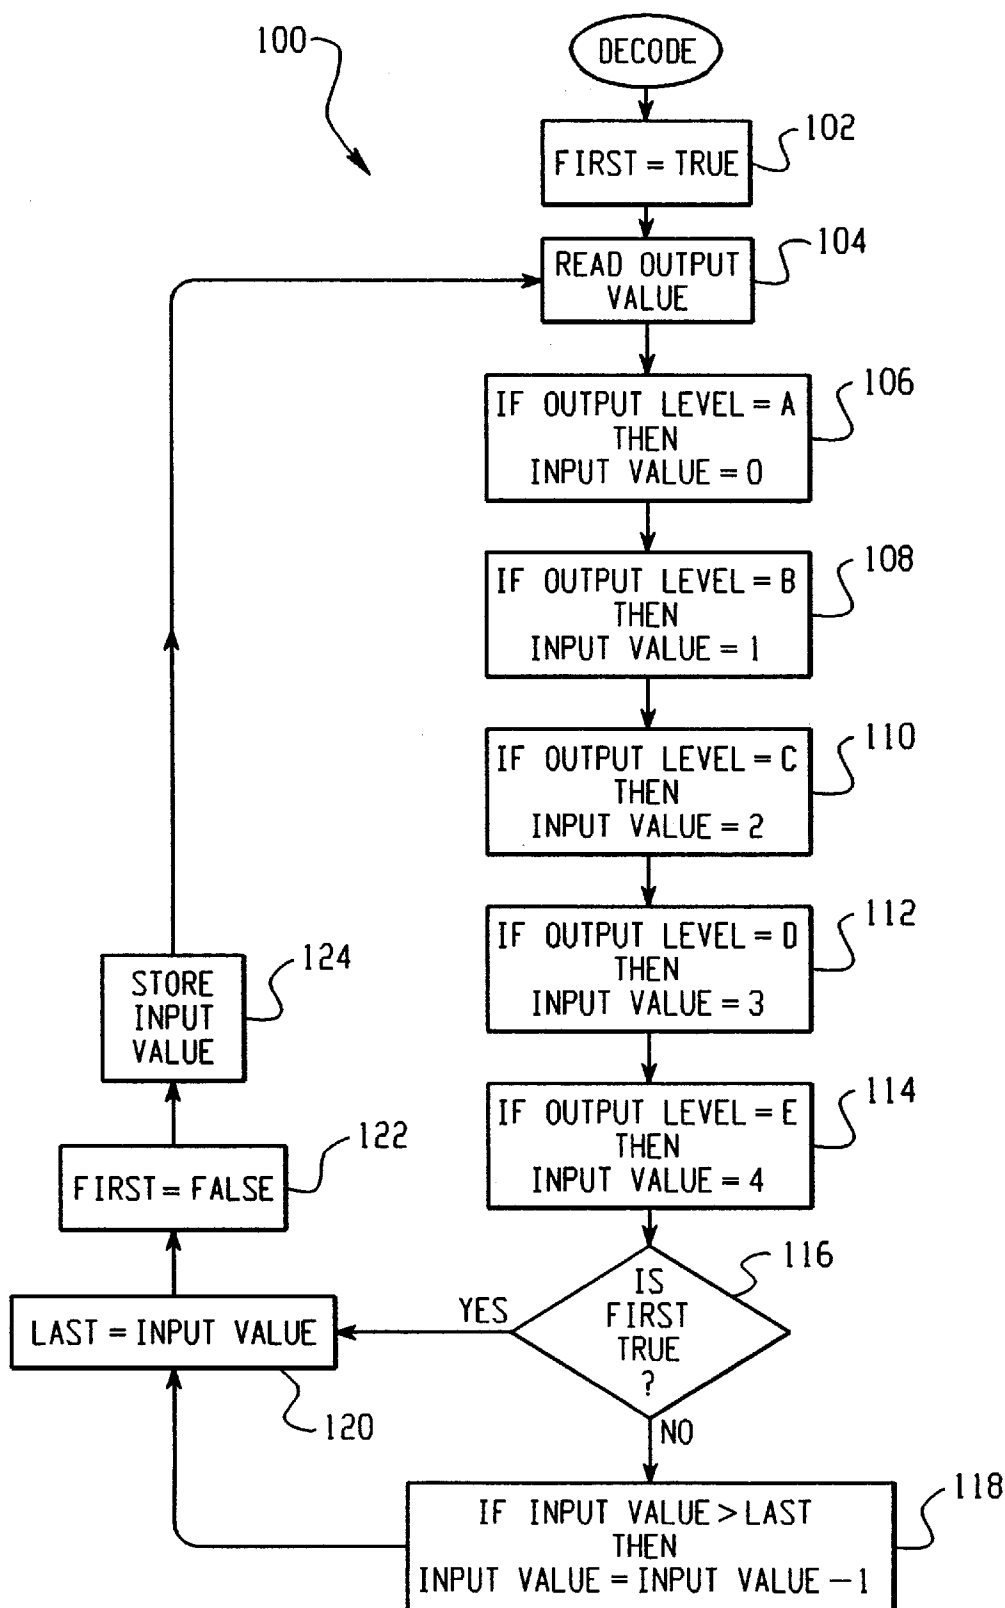 100
DECODE
102
FIRST = TRUE
104
READ OUTPUT
VALUE
106
IF OUTPUT LEVEL = A
THEN
INPUT VALUE = 0
108
IF OUTPUT LEVEL = B
THEN
INPUT VALUE = 1
110
IF OUTPUT LEVEL = C
THEN
INPUT VALUE = 2
112
IF OUTPUT LEVEL = D
THEN
INPUT VALUE = 3
114
IF OUTPUT LEVEL = E
THEN
INPUT VALUE = 4
116
IS
FIRST
TRUE
?
YES
NO
118
IF INPUT VALUE > LAST
THEN
INPUT VALUE = INPUT VALUE - 1
LAST = INPUT VALUE
120
122
FIRST = FALSE
124
STORE
INPUT
VALUE